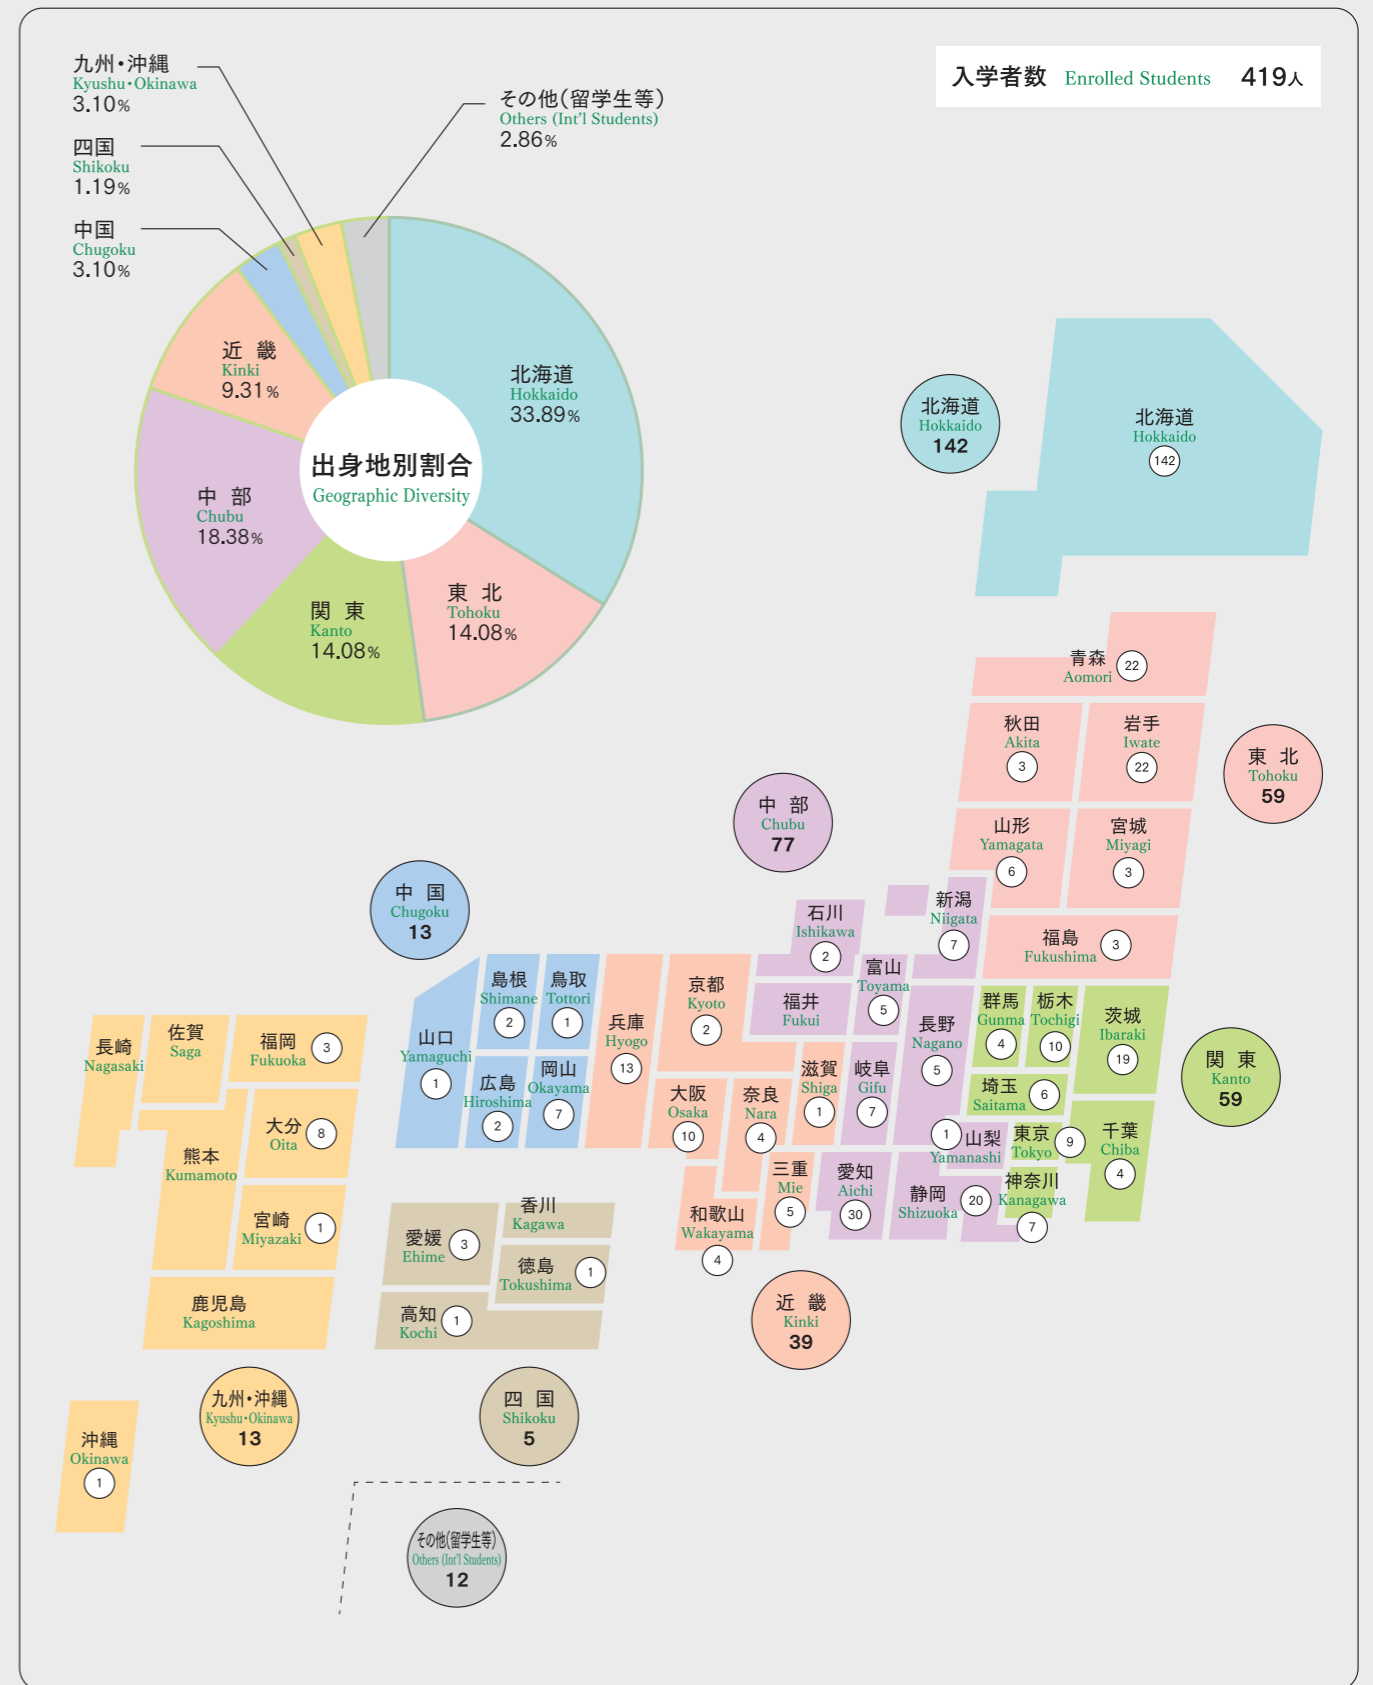 入学者数 Enrolled Students 419人
九州・沖縄
Kyushu・Okinawa
3.10%
四国
Shikoku
1.19%
中国
Chugoku
3.10%
その他(留学生等)
Others (Int'l Students)
2.86%
近 畿
Kinki
9.31%
北海道
Hokkaido
33.89%
出身地別割合
Geographic Diversity
中 部
Chubu
18.38%
関 東
Kanto
14.08%
東 北
Tohoku
14.08%
北海道
Hokkaido
142
北海道
Hokkaido
142
青森
Aomori
22
秋田
Akita
3
岩手
Iwate
22
東 北
Tohoku
59
山形
Yamagata
6
宮城
Miyagi
3
福島
Fukushima
3
中 部
Chubu
77
新潟
Niigata
7
石川
Ishikawa
2
富山
Toyama
5
福井
Fukui
長野
Nagano
5
岐阜
Gifu
7
山梨
Yamanashi
1
愛知
Aichi
30
静岡
Shizuoka
20
群馬
Gunma
4
栃木
Tochigi
10
茨城
Ibaraki
19
埼玉
Saitama
6
東京
Tokyo
9
千葉
Chiba
4
神奈川
Kanagawa
7
関 東
Kanto
59
中 国
Chugoku
13
島根
Shimane
2
鳥取
Tottori
1
山口
Yamaguchi
1
広島
Hiroshima
2
岡山
Okayama
7
兵庫
Hyogo
13
京都
Kyoto
2
滋賀
Shiga
1
大阪
Osaka
10
奈良
Nara
4
三重
Mie
5
和歌山
Wakayama
4
近 畿
Kinki
39
長崎
Nagasaki
佐賀
Saga
福岡
Fukuoka
3
大分
Oita
8
熊本
Kumamoto
宮崎
Miyazaki
1
鹿児島
Kagoshima
九州・沖縄
Kyushu・Okinawa
13
沖縄
Okinawa
1
香川
Kagawa
愛媛
Ehime
3
徳島
Tokushima
1
高知
Kochi
1
四 国
Shikoku
5
その他(留学生等)
Others (Int'l Students)
12